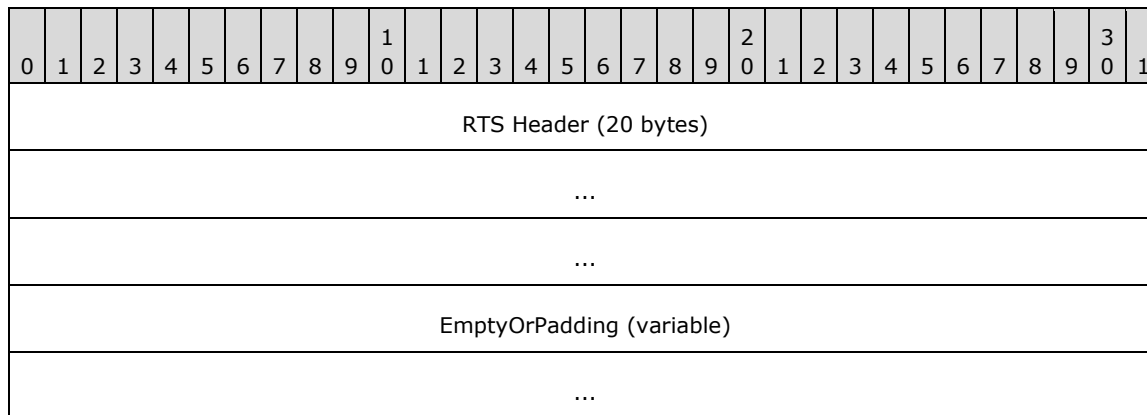 1 2 3
0 1 2 3 4 5 6 7 8 9 0 1 2 3 4 5 6 7 8 9 0 1 2 3 4 5 6 7 8 9 0 1
RTS Header (20 bytes)
...
...
EmptyOrPadding (variable)
...